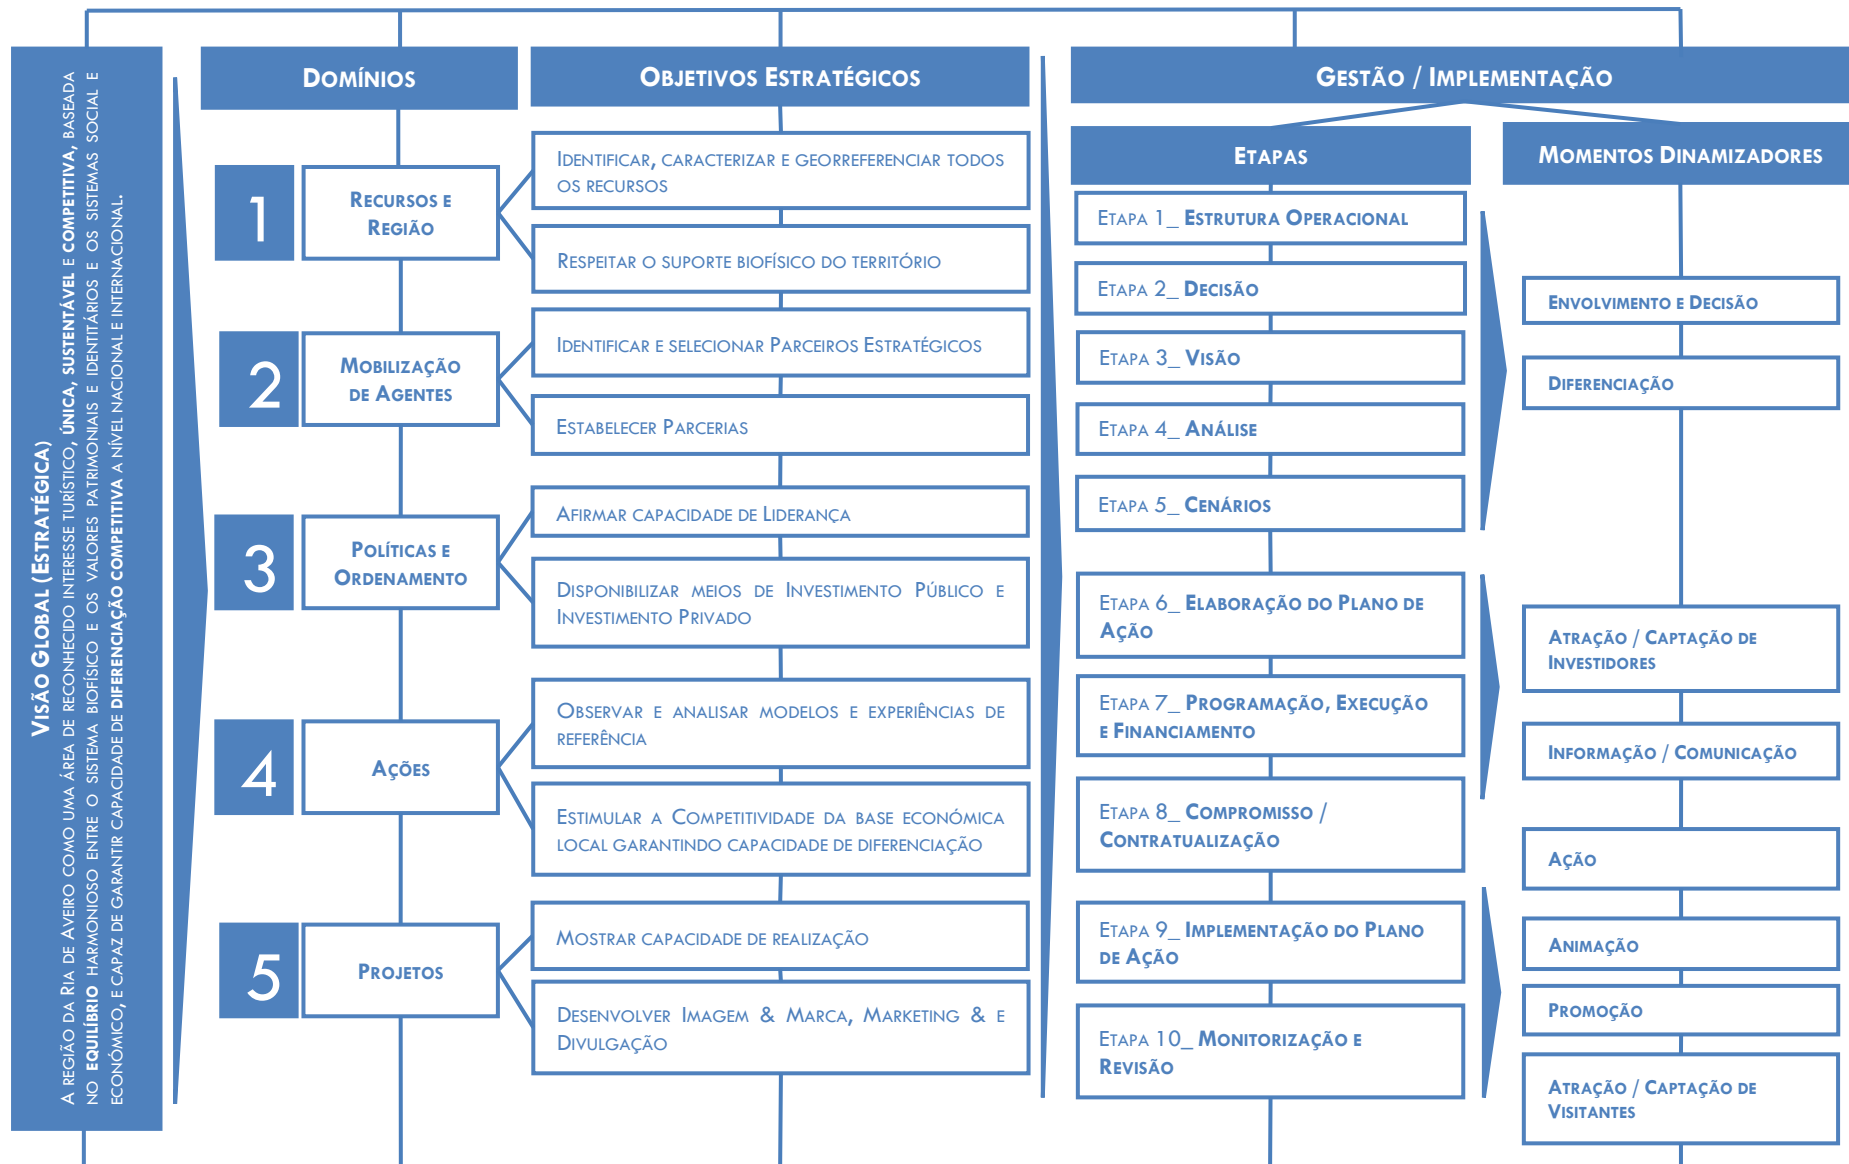 Visão Global (Estratégica)
A região da Ria de Aveiro como uma área de reconhecido interesse turístico, única, sustentável e competitiva, baseada
no equilíbrio harmonioso entre o sistema biofísico e os valores patrimoniais e identitários e os sistemas social e
económico, e capaz de garantir capacidade de diferenciação competitiva a nível nacional e internacional.
Domínios
1
Recursos e
Região
2
Mobilização
de Agentes
3
Políticas e
Ordenamento
4
Ações
5
Projetos
Objetivos Estratégicos
Identificar, caracterizar e georreferenciar todos
os recursos
Respeitar o suporte biofísico do território
Identificar e selecionar Parceiros Estratégicos
Estabelecer Parcerias
Afirmar capacidade de Liderança
Disponibilizar meios de Investimento Público e
Investimento Privado
Observar e analisar modelos e experiências de
referência
Estimular a Competitividade da base económica
local garantindo capacidade de diferenciação
Mostrar capacidade de realização
Desenvolver Imagem & Marca, Marketing & e
Divulgação
Gestão / Implementação
Etapas
Etapa 1_ Estrutura Operacional
Etapa 2_ Decisão
Etapa 3_ Visão
Etapa 4_ Análise
Etapa 5_ Cenários
Etapa 6_ Elaboração do Plano de
Ação
Etapa 7_ Programação, Execução
e Financiamento
Etapa 8_ Compromisso /
Contratualização
Etapa 9_ Implementação do Plano
de Ação
Etapa 10_ Monitorização e
Revisão
Momentos Dinamizadores
Envolvimento e Decisão
Diferenciação
Atração / Captação de
Investidores
Informação / Comunicação
Ação
Animação
Promoção
Atração / Captação de
Visitantes